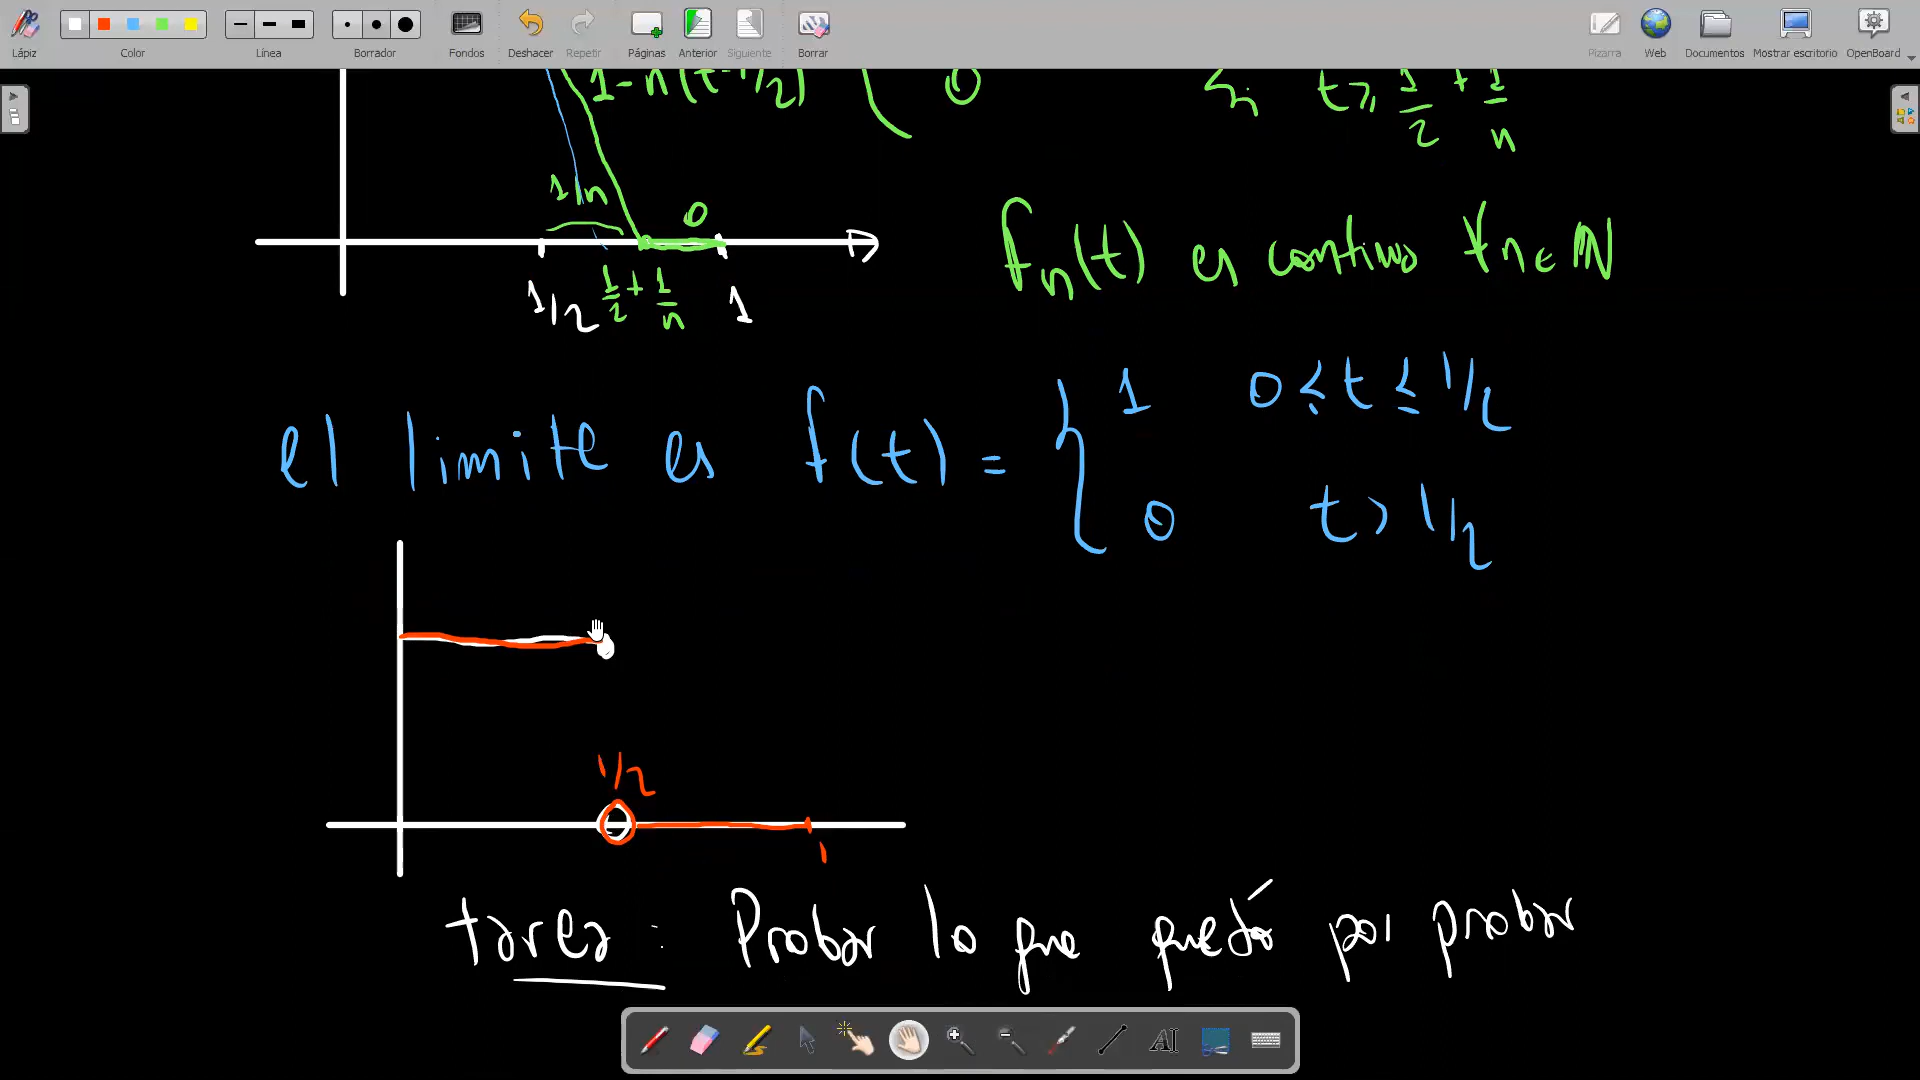 Lápiz Color Línea Borrador Fondos Deshacer Repetir Páginas Anterior Siguiente Borrar Pizarra Web Documentos Mostrar escritorio OpenBoard
1-n(t-1/2) 0 si t ≥ 1/2 + 1/n
1/n 0
fn(t) es continuo ∀n∈ℕ
1/2 1/2 + 1/n 1
el limite es f(t) = { 1 0 ≤ t ≤ 1/2
0 t > 1/2
1/2
1
tarea: Probar lo que quedó por probar